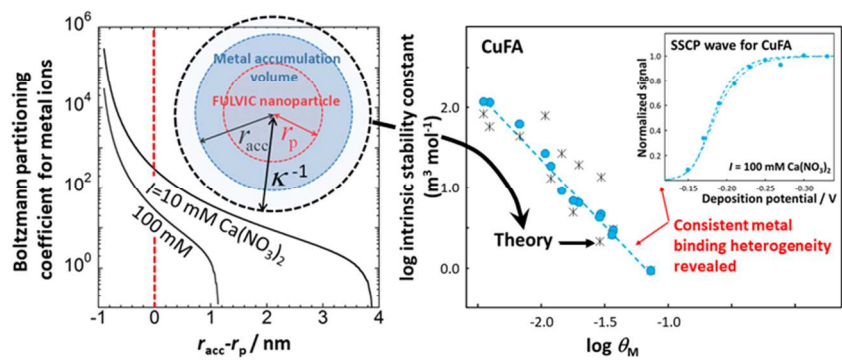 Boltzmann partitioning
coefficient for metal ions
10⁶
10⁴
10²
10⁰
-1
0
1
2
3
4
r_acc-r_p / nm
Metal accumulation
volume
FULVIC nanoparticle
r_acc
r_p
κ⁻¹
I=10 mM Ca(NO₃)₂
100 mM
log intrinsic stability constant
(m³ mol⁻¹)
2.0
1.0
0.0
-2.0
-1.5
-1.0
log θ_M
CuFA
Theory
Consistent metal
binding heterogeneity
revealed
SSCP wave for CuFA
Normalized signal
1.0
0.8
0.6
0.4
0.2
I = 100 mM Ca(NO₃)₂
-0.15
-0.20
-0.25
-0.30
Deposition potential / V